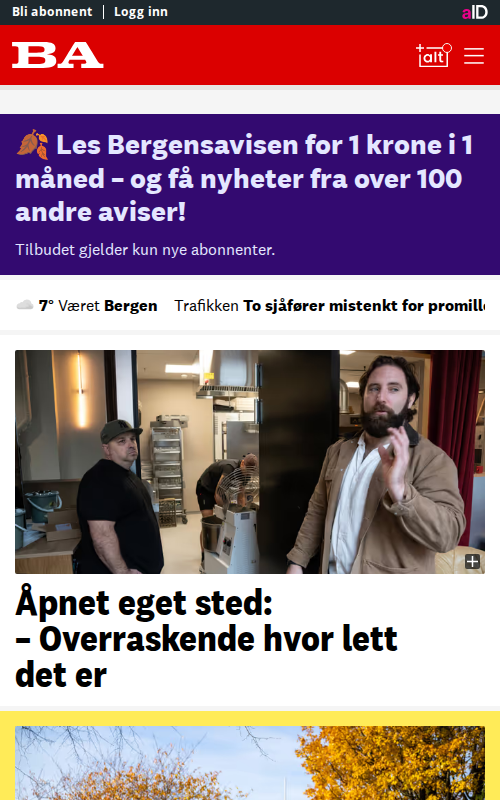 Bli abonnent | Logg inn
aID
BA
+alt
Les Bergensavisen for 1 krone i 1
måned – og få nyheter fra over 100
andre aviser!
Tilbudet gjelder kun nye abonnenter.
7° Været Bergen Trafikken To sjåfører mistenkt for promille
Åpnet eget sted:
– Overraskende hvor lett
det er